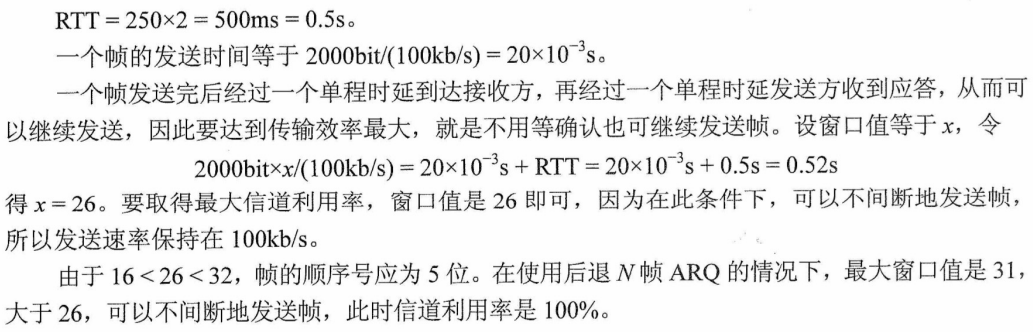 RTT = 250×2 = 500ms = 0.5s。
一个帧的发送时间等于 2000bit/(100kb/s) = 20×10⁻³s。
一个帧发送完后经过一个单程时延到达接收方，再经过一个单程时延发送方收到应答，从而可
以继续发送，因此要达到传输效率最大，就是不用等确认也可继续发送帧。设窗口值等于 x，令
2000bit×x/(100kb/s) = 20×10⁻³s + RTT = 20×10⁻³s + 0.5s = 0.52s
得 x = 26。要取得最大信道利用率，窗口值是 26 即可，因为在此条件下，可以不间断地发送帧，
所以发送速率保持在 100kb/s。
由于 16 < 26 < 32，帧的顺序号应为 5 位。在使用后退 N 帧 ARQ 的情况下，最大窗口值是 31，
大于 26，可以不间断地发送帧，此时信道利用率是 100%。